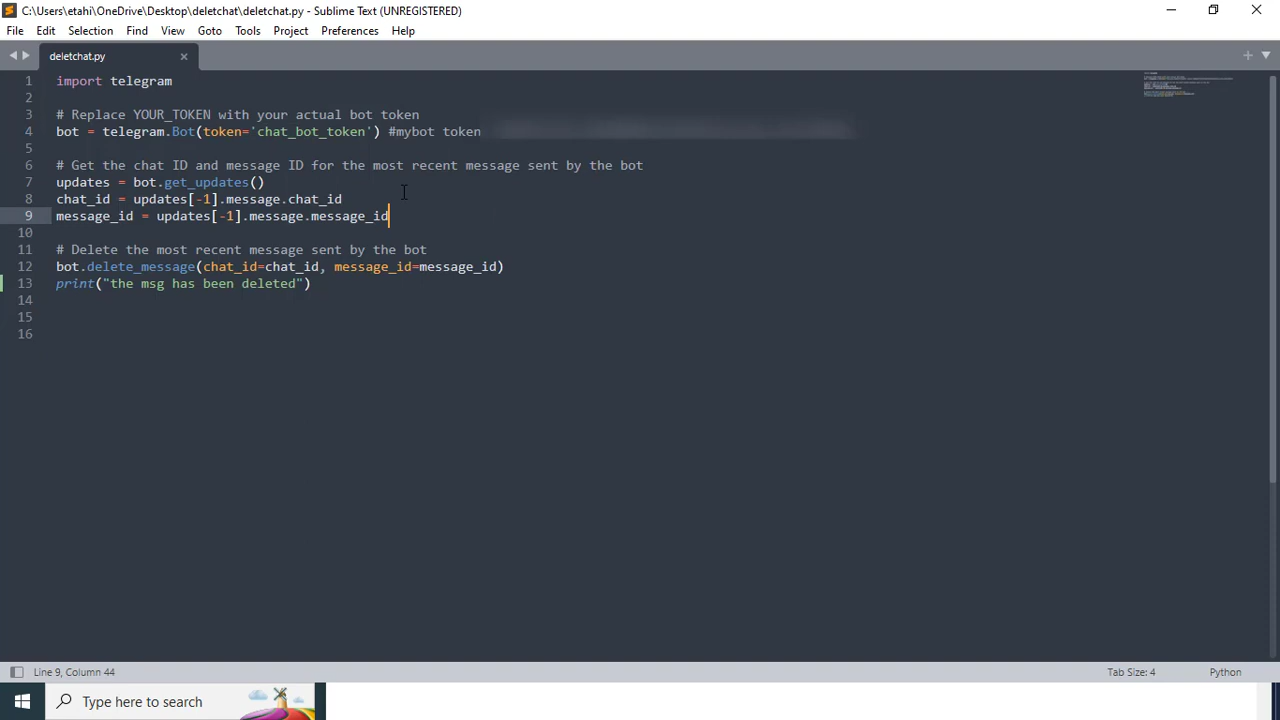 C:\Users\etahi\OneDrive\Desktop\deletchat\deletchat.py - Sublime Text (UNREGISTERED)
File Edit Selection Find View Goto Tools Project Preferences Help
deletchat.py
1 import telegram
2
3 # Replace YOUR_TOKEN with your actual bot token
4 bot = telegram.Bot(token='chat_bot_token') #mybot token
5
6 # Get the chat ID and message ID for the most recent message sent by the bot
7 updates = bot.get_updates()
8 chat_id = updates[-1].message.chat_id
9 message_id = updates[-1].message.message_id
10
11 # Delete the most recent message sent by the bot
12 bot.delete_message(chat_id=chat_id, message_id=message_id)
13 print("the msg has been deleted")
14
15
16
Line 9, Column 44 Tab Size: 4 Python
Type here to search